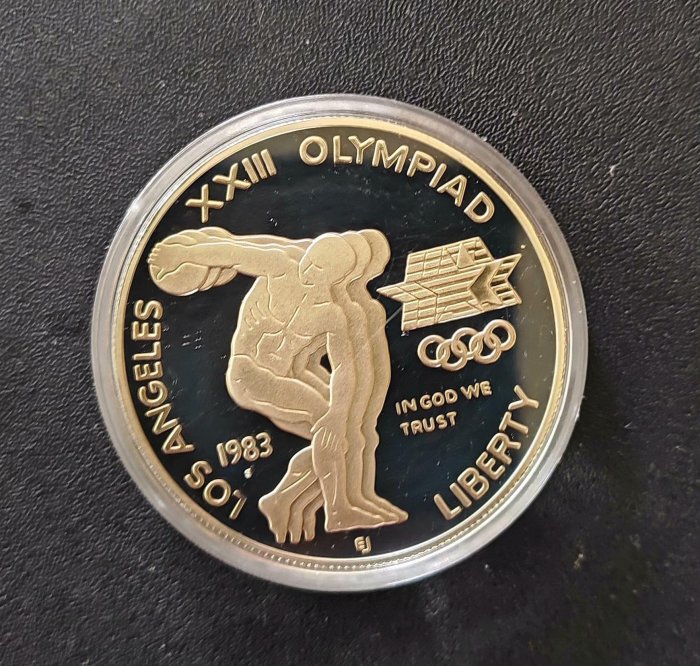 XXIII OLYMPIAD
LOS ANGELES
1983
IN GOD WE
TRUST
LIBERTY
EJ